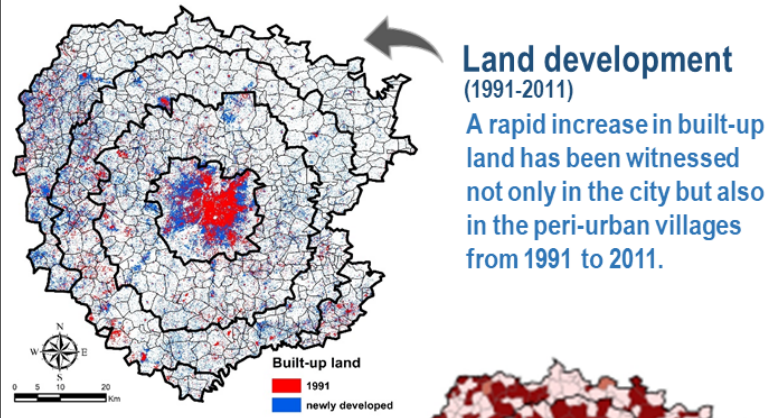 Land development
(1991-2011)
A rapid increase in built-up
land has been witnessed
not only in the city but also
in the peri-urban villages
from 1991 to 2011.
N
W E
S
0 5 10 20
Km
Built-up land
1991
newly developed